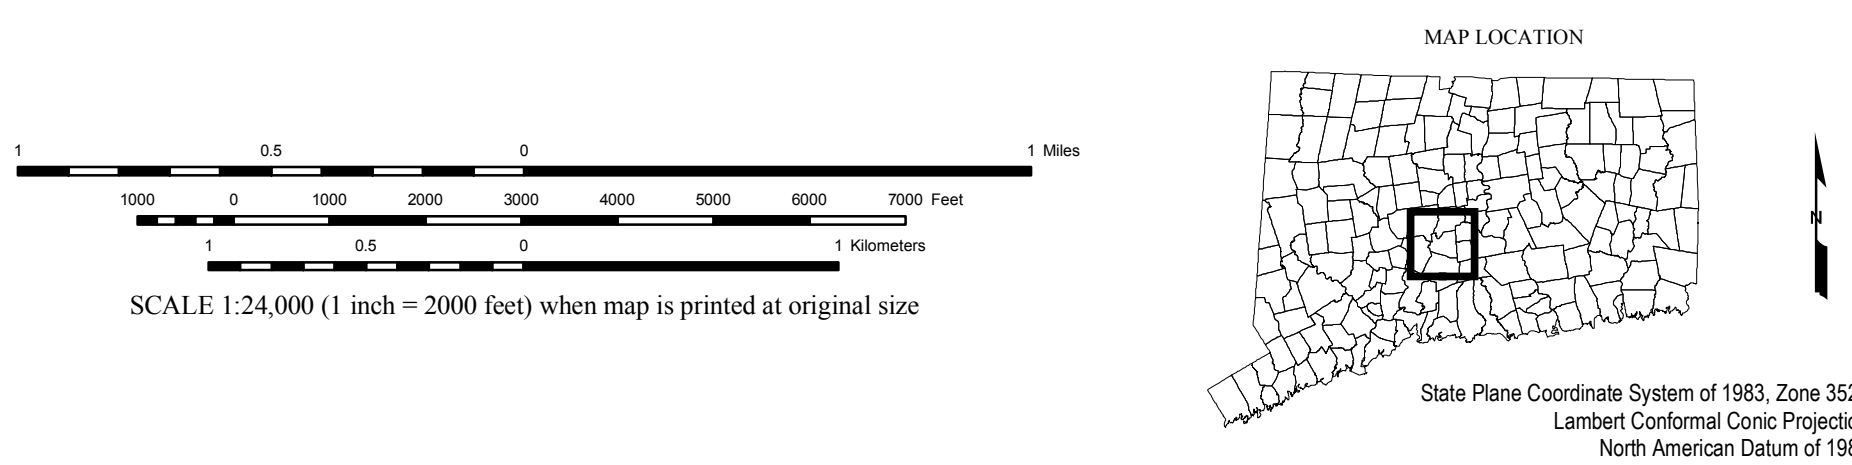 MAP LOCATION
1 0.5 0 1 Miles
1000 0 1000 2000 3000 4000 5000 6000 7000 Feet
1 0.5 0 1 Kilometers
SCALE 1:24,000 (1 inch = 2000 feet) when map is printed at original size
N
State Plane Coordinate System of 1983, Zone
Lambert Conformal Conic
North American Datum of